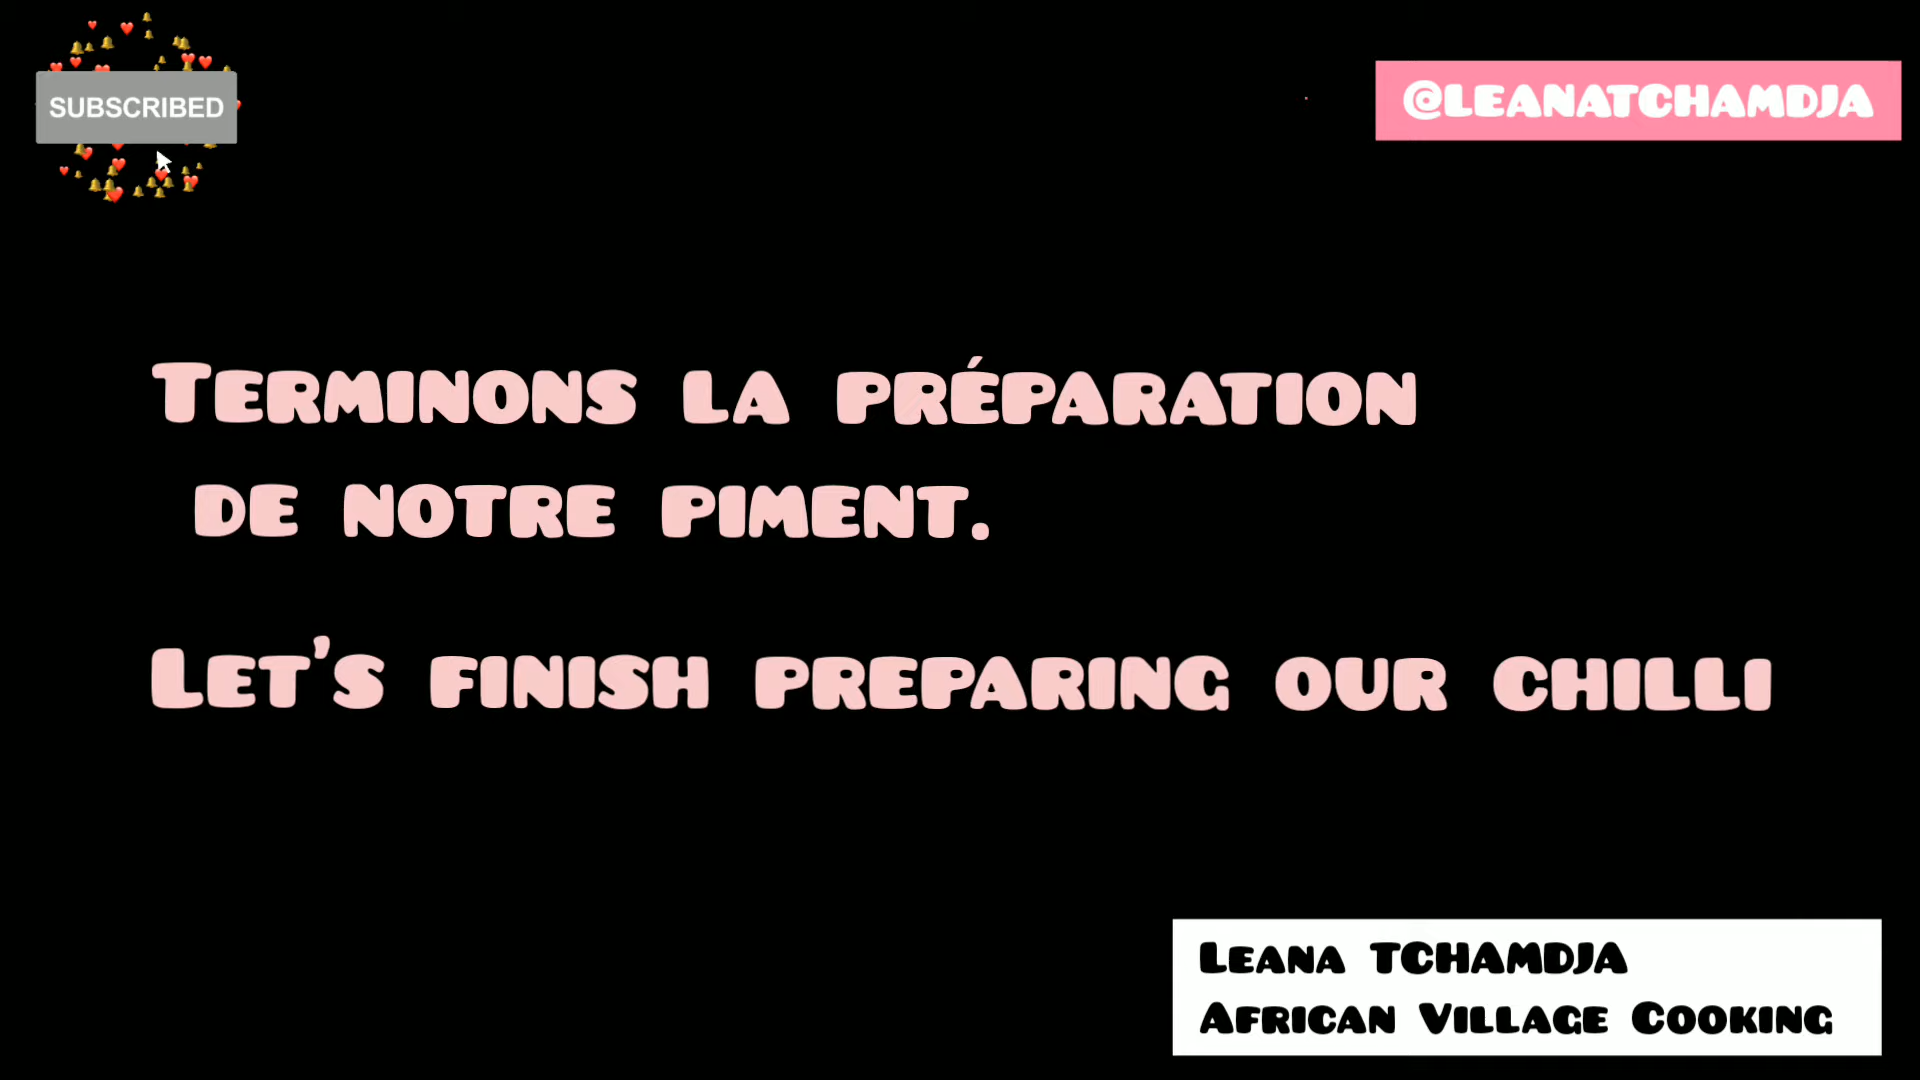 SUBSCRIBED
@LEANATCHAMDJA
Terminons la préparation
de notre piment.
Let's finish preparing our chilli
Leana TCHAMDJA
African Village Cooking